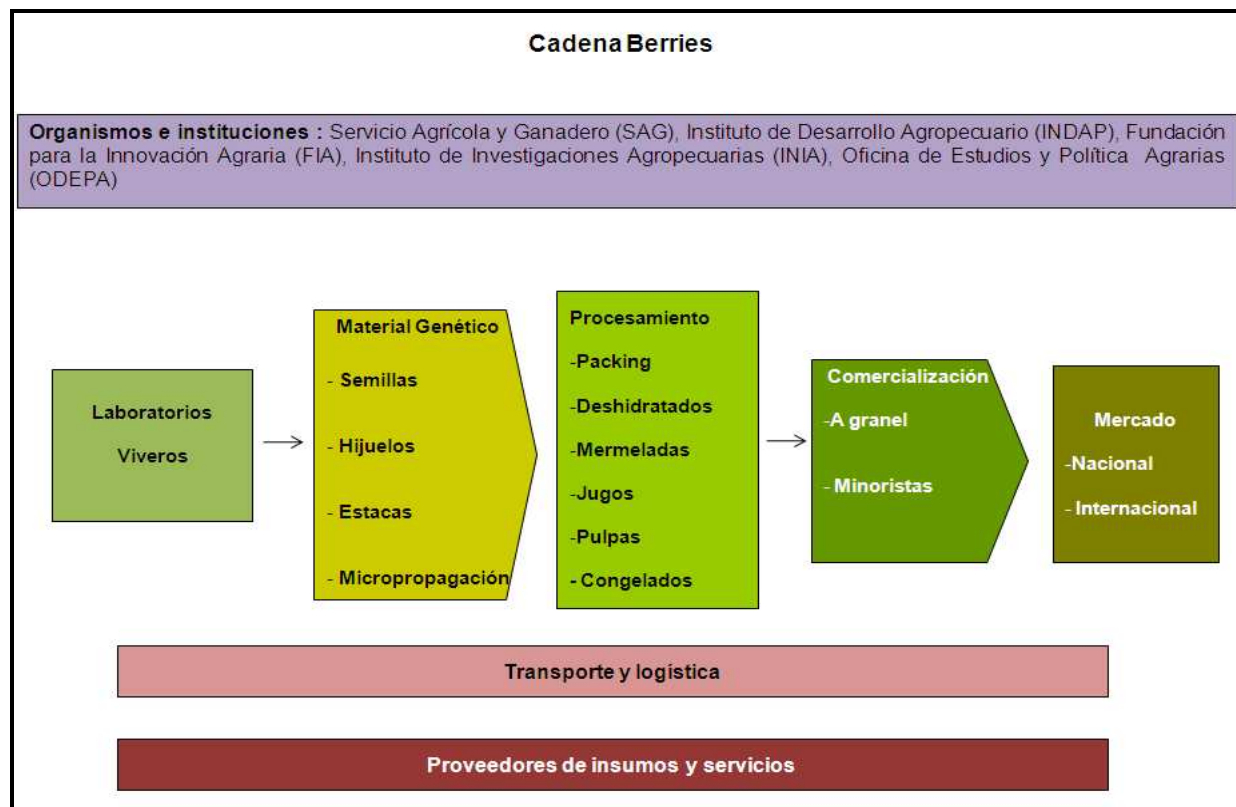 Cadena Berries
Organismos e instituciones : Servicio Agrícola y Ganadero (SAG), Instituto de Desarrollo Agropecuario (INDAP), Fundación
para la Innovación Agraria (FIA), Instituto de Investigaciones Agropecuarias (INIA), Oficina de Estudios y Política Agrarias
(ODEPA)
Laboratorios
Viveros
Material Genético
- Semillas
- Hijuelos
- Estacas
- Micropropagación
Procesamiento
-Packing
-Deshidratados
-Mermeladas
-Jugos
-Pulpas
- Congelados
Comercialización
-A granel
- Minoristas
Mercado
-Nacional
- Internacional
Transporte y logística
Proveedores de insumos y servicios